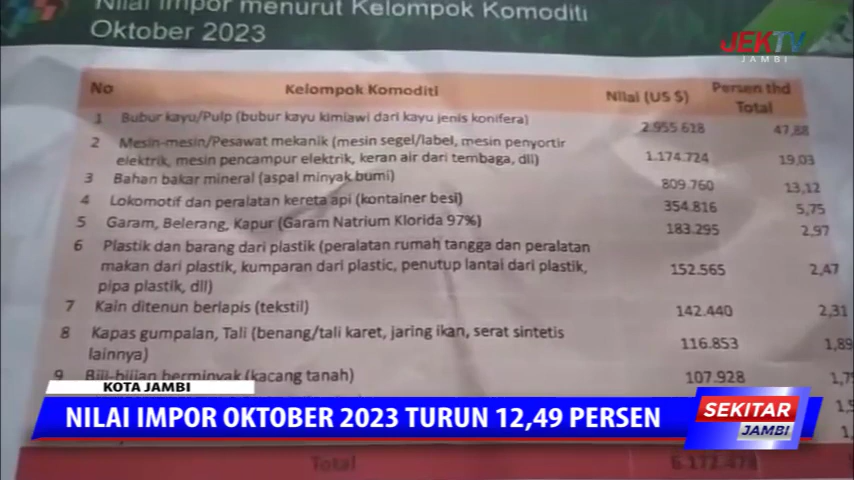 Nilai Impor menurut Kelompok Komoditi
Oktober 2023
JEKTV
JAMBI
No Kelompok Komoditi Nilai (US $) Persen thd Total
1 Bubur kayu/Pulp (bubur kayu kimiawi dari kayu jenis konifera) 2.955.618 47,88
2 Mesin-mesin/Pesawat mekanik (mesin segel/label, mesin penyortir
elektrik, mesin pencampur elektrik, keran air dari tembaga, dll) 1.174.724 19,03
3 Bahan bakar mineral (aspal minyak bumi) 809.760 13,12
4 Lokomotif dan peralatan kereta api (kontainer besi) 354.816 5,75
5 Garam, Belerang, Kapur (Garam Natrium Klorida 97%) 183.295 2,97
6 Plastik dan barang dari plastik (peralatan rumah tangga dan peralatan
makan dari plastik, kumparan dari plastic, penutup lantai dari plastik, 152.565 2,47
pipa plastik, dll)
7 Kain ditenun berlapis (tekstil) 142.440 2,31
8 Kapas gumpalan, Tali (benang/tali karet, jaring ikan, serat sintetis 116.853 1,89
lainnya)
9 Biji-bijian berminyak (kacang tanah) 107.928
KOTA JAMBI
NILAI IMPOR OKTOBER 2023 TURUN 12,49 PERSEN
SEKITAR
JAMBI
Total 6.172.478